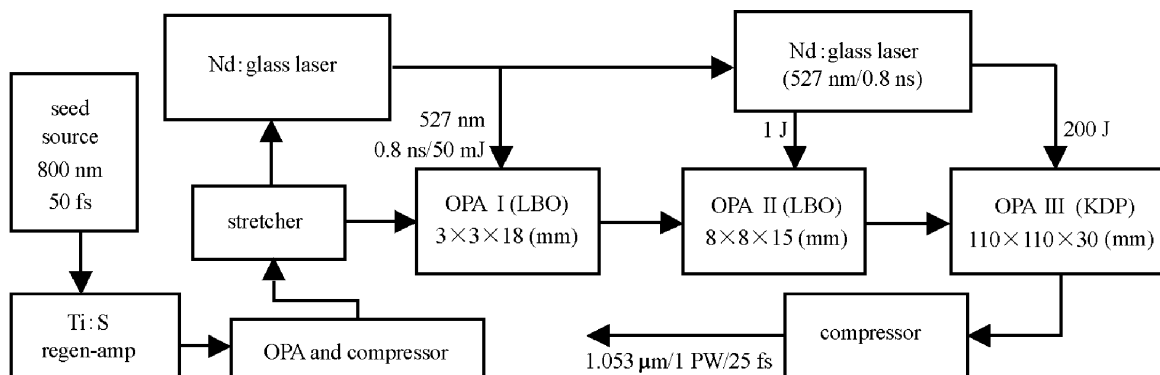 seed
source
800 nm
50 fs
Nd:glass laser
Nd:glass laser
(527 nm/0.8 ns)
527 nm
0.8 ns/50 mJ
1 J
200 J
stretcher
OPA I (LBO)
3×3×18 (mm)
OPA II (LBO)
8×8×15 (mm)
OPA III (KDP)
110×110×30 (mm)
Ti:S
regen-amp
OPA and compressor
compressor
1.053 μm/1 PW/25 fs